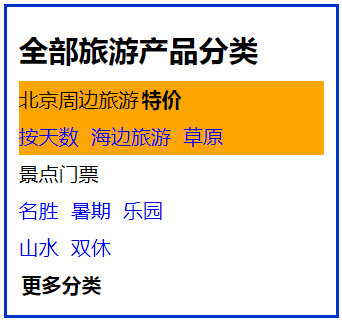 全部旅游产品分类
北京周边旅游 特价
按天数 海边旅游 草原
景点门票
名胜 暑期 乐园
山水 双休
更多分类